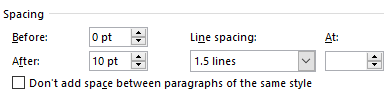 Spacing
Before: 0 pt Line spacing: At:
After: 10 pt 1.5 lines
Don't add space between paragraphs of the same style